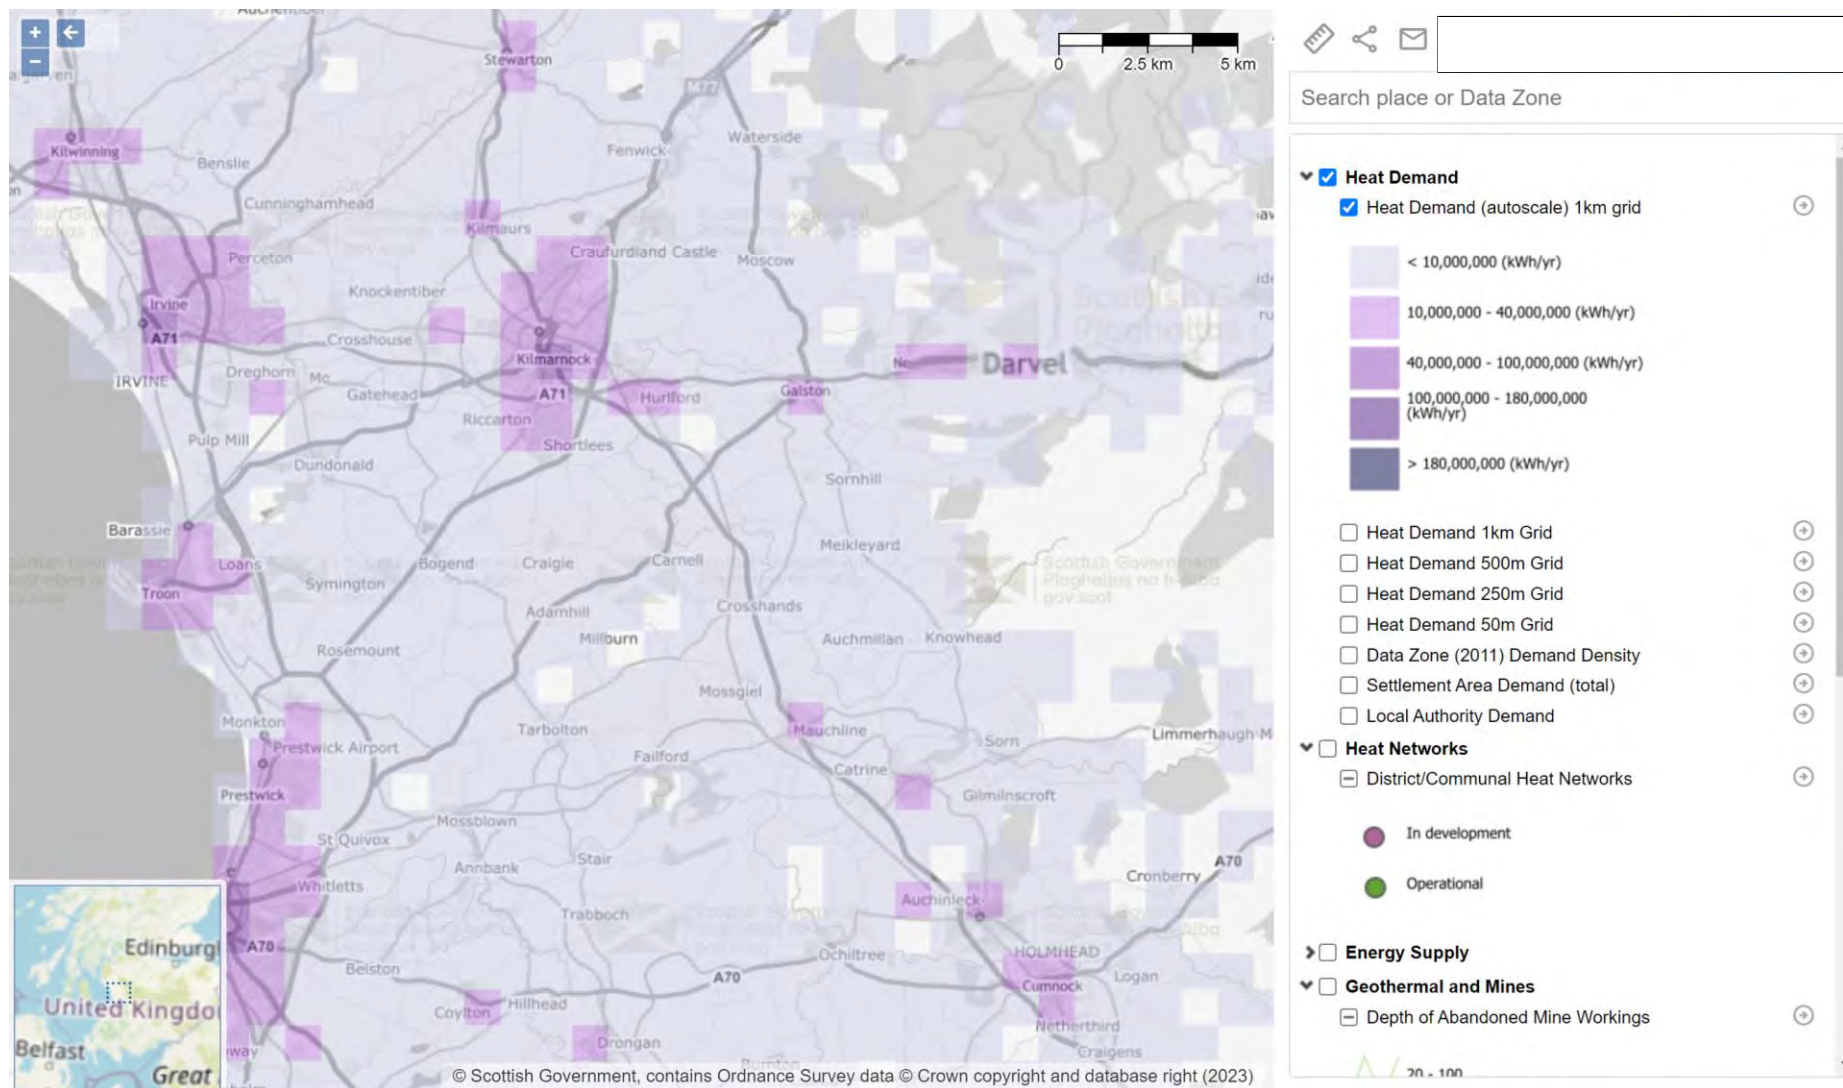 Stewarton
M77
0 2.5 km 5 km
Kilwinning
Benslie
Fenwick
Waterside
Cunninghamhead
Kilmaurs
Perceton
Craufurdland Castle
Moscow
Irvine
Knockentiber
A71
Crosshouse
Kilmarnock
Darvel
IRVINE
Dreghorn
Gatehead
A71
Hurlford
Galston
Riccarton
Pulp Mill
Shortlees
Dundonald
Sornhill
Barassie
Meikleyard
Loans
Bogend
Craigie
Carnell
Scottish Government
Riaghaltas na h-Alba
gov.scot
Symington
Troon
Adamhill
Crosshands
Millburn
Auchmillan
Knowhead
Rosemount
Mossgiel
Monkton
Tarbolton
Mauchline
Prestwick Airport
Failford
Sorn
Limmerhaugh M
Catrine
Prestwick
Gilmilnscroft
Mossblown
St Quivox
Annbank
Stair
A70
Cronberry
Whitletts
Auchinleck
Trabboch
A70
HOLMHEAD
Ochiltree
Belston
A70
Logan
Cumnock
Coylton
Hillhead
Netherthird
Drongan
Craigens
Edinburgh
United Kingdo
Belfast
Great
© Scottish Government, contains Ordnance Survey data © Crown copyright and database right (2023)
Search place or Data Zone
Heat Demand
Heat Demand (autoscale) 1km grid
< 10,000,000 (kWh/yr)
10,000,000 - 40,000,000 (kWh/yr)
40,000,000 - 100,000,000 (kWh/yr)
100,000,000 - 180,000,000
(kWh/yr)
> 180,000,000 (kWh/yr)
Heat Demand 1km Grid
Heat Demand 500m Grid
Heat Demand 250m Grid
Heat Demand 50m Grid
Data Zone (2011) Demand Density
Settlement Area Demand (total)
Local Authority Demand
Heat Networks
District/Communal Heat Networks
In development
Operational
Energy Supply
Geothermal and Mines
Depth of Abandoned Mine Workings
20 - 100